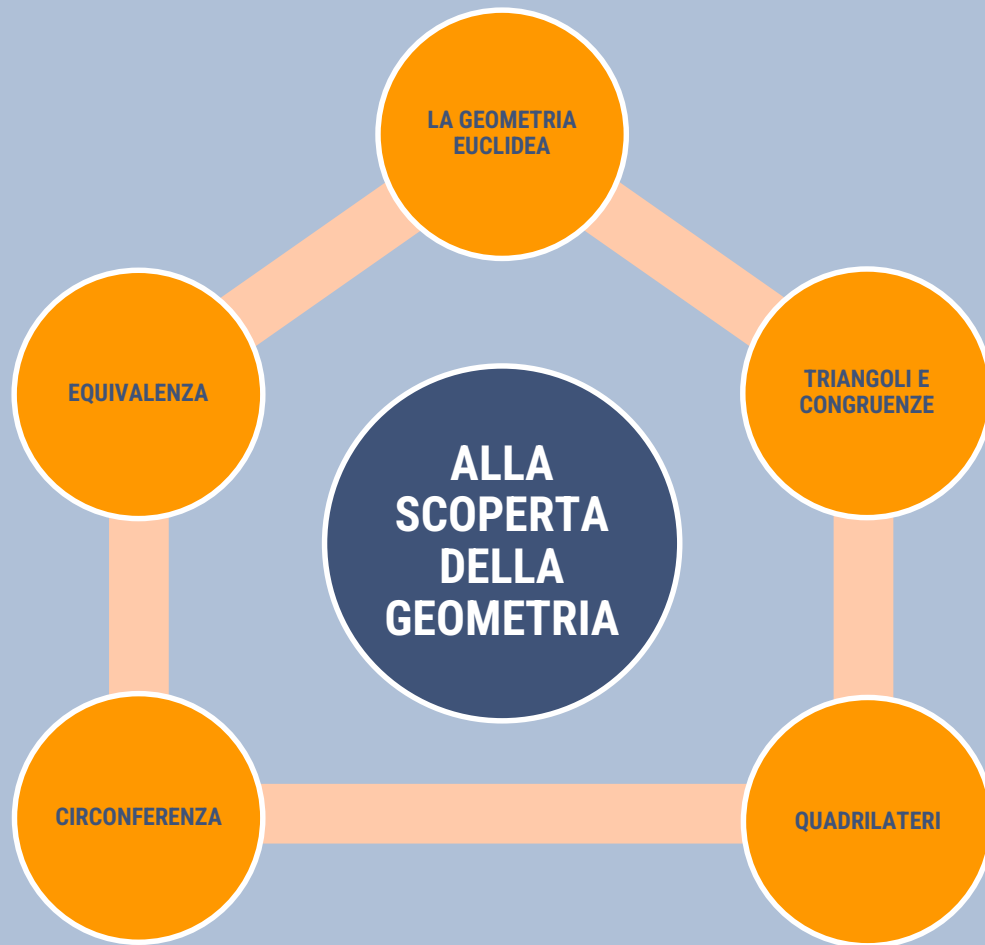 LA GEOMETRIA
EUCLIDEA
EQUIVALENZA
TRIANGOLI E
CONGRUENZE
ALLA
SCOPERTA
DELLA
GEOMETRIA
CIRCONFERENZA
QUADRILATERI